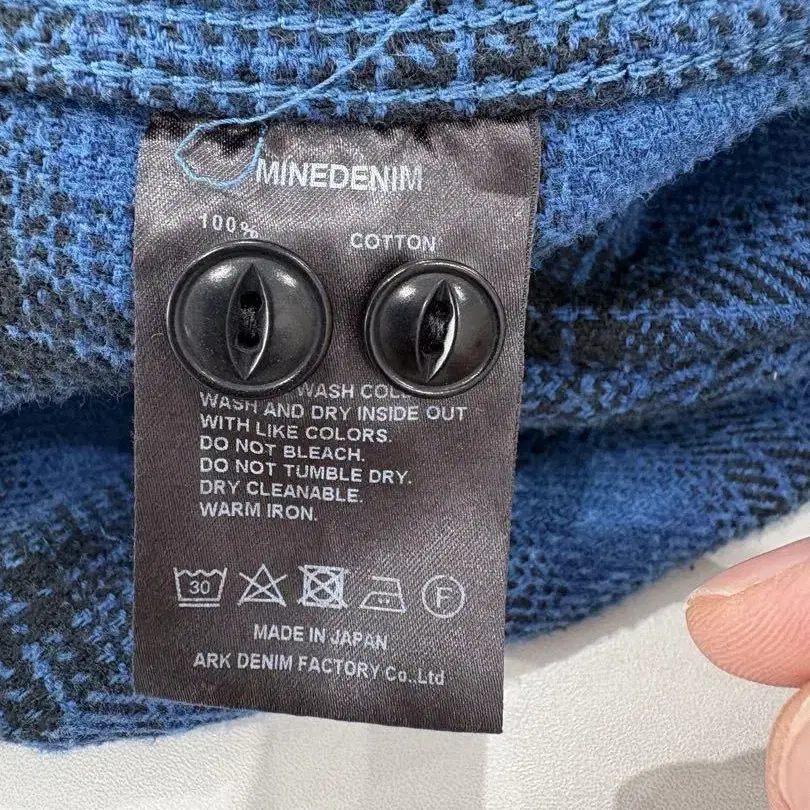 MINEDENIM
100%
COTTON
WASH
WASH AND DRY INSIDE OUT
WITH LIKE COLORS.
DO NOT BLEACH.
DO NOT TUMBLE DRY.
DRY CLEANABLE.
WARM IRON.
30
F
MADE IN JAPAN
ARK DENIM FACTORY Co.,Ltd